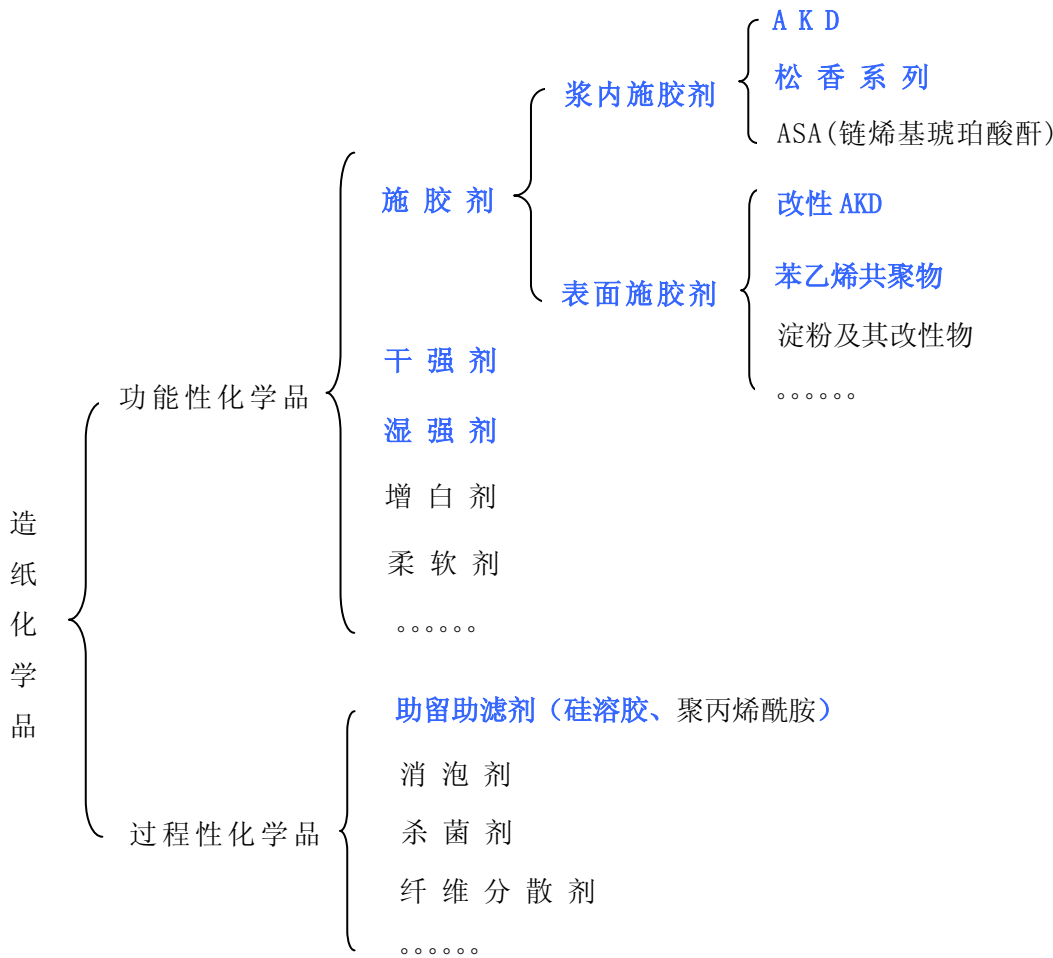 造纸化学品
功能性化学品
施胶剂
浆内施胶剂
AKD
松香系列
ASA(链烯基琥珀酸酐)
表面施胶剂
改性AKD
苯乙烯共聚物
淀粉及其改性物
。。。。。。
干强剂
湿强剂
增白剂
柔软剂
。。。。。。
过程性化学品
助留助滤剂（硅溶胶、聚丙烯酰胺）
消泡剂
杀菌剂
纤维分散剂
。。。。。。